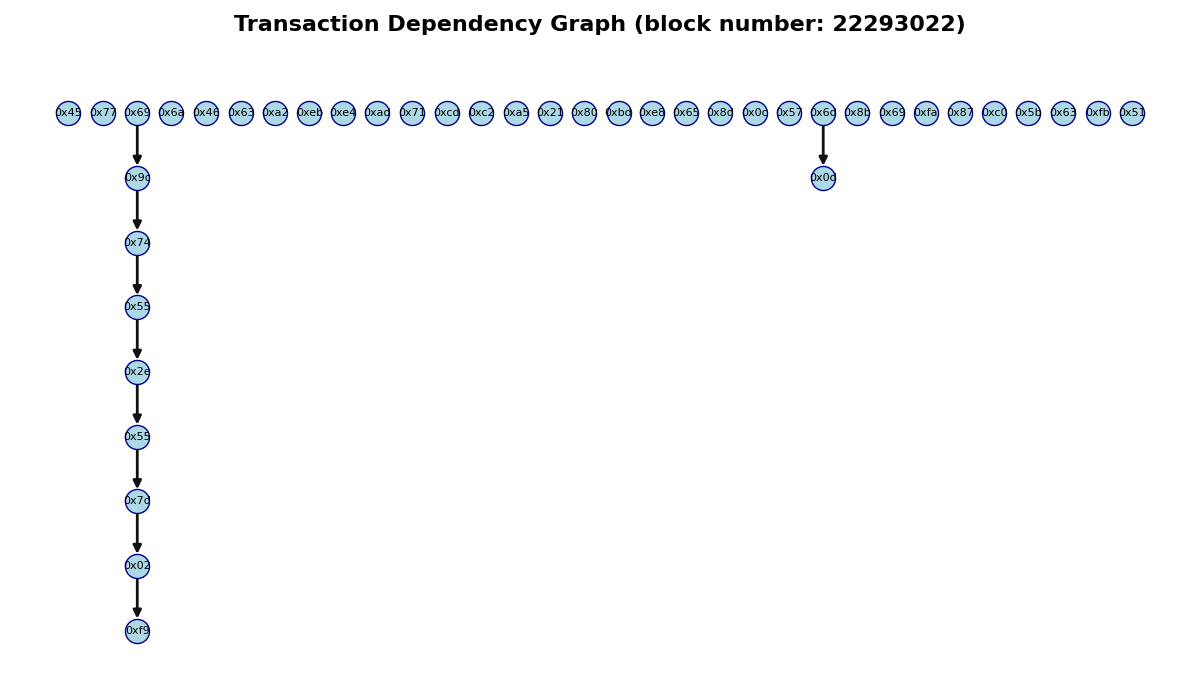 Transaction Dependency Graph (block number: 22293022)
0x45 0x77 0x69 0x6a 0x46 0x63 0xa2 0xeb 0xe4 0xad 0x71 0xcd 0xc2 0xa5 0x21 0x80 0xbd 0xe8 0x65 0x8d 0x0c 0x57 0x6d 0x8b 0x69 0xfa 0x87 0xc0 0x5b 0x63 0xfb 0x51
0x9c 0x0d
0x74
0x55
0x2e
0x55
0x7d
0x02
0xf9